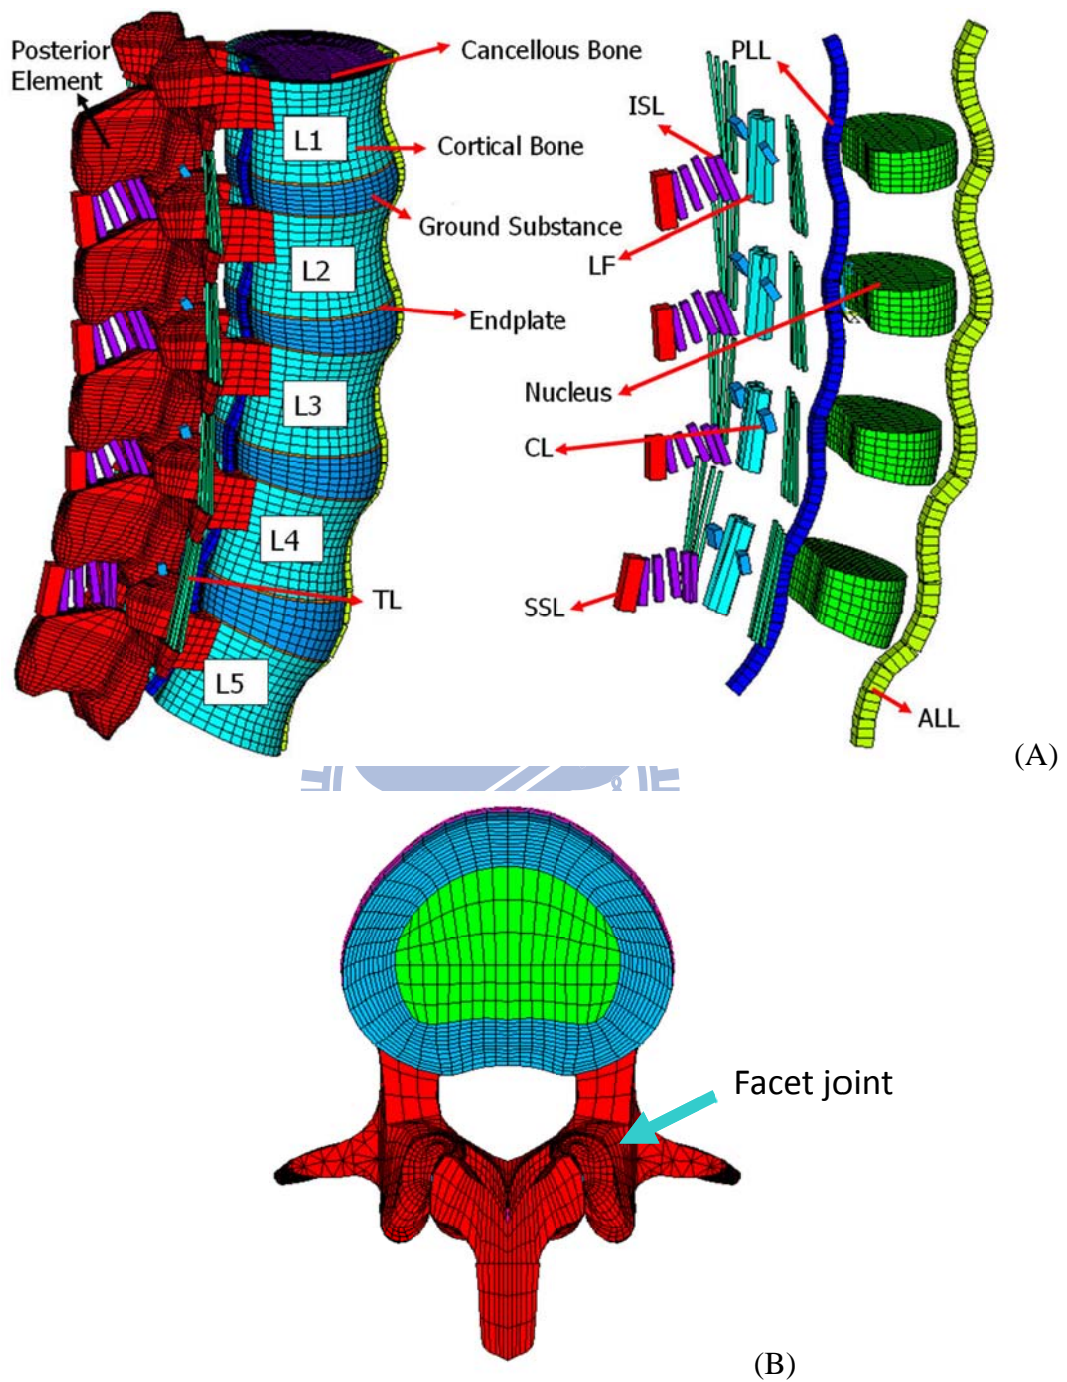 Posterior
Element
Cancellous Bone
L1
Cortical Bone
Ground Substance
L2
Endplate
L3
L4
TL
L5
PLL
ISL
LF
Nucleus
CL
SSL
ALL
(A)
Facet joint
(B)